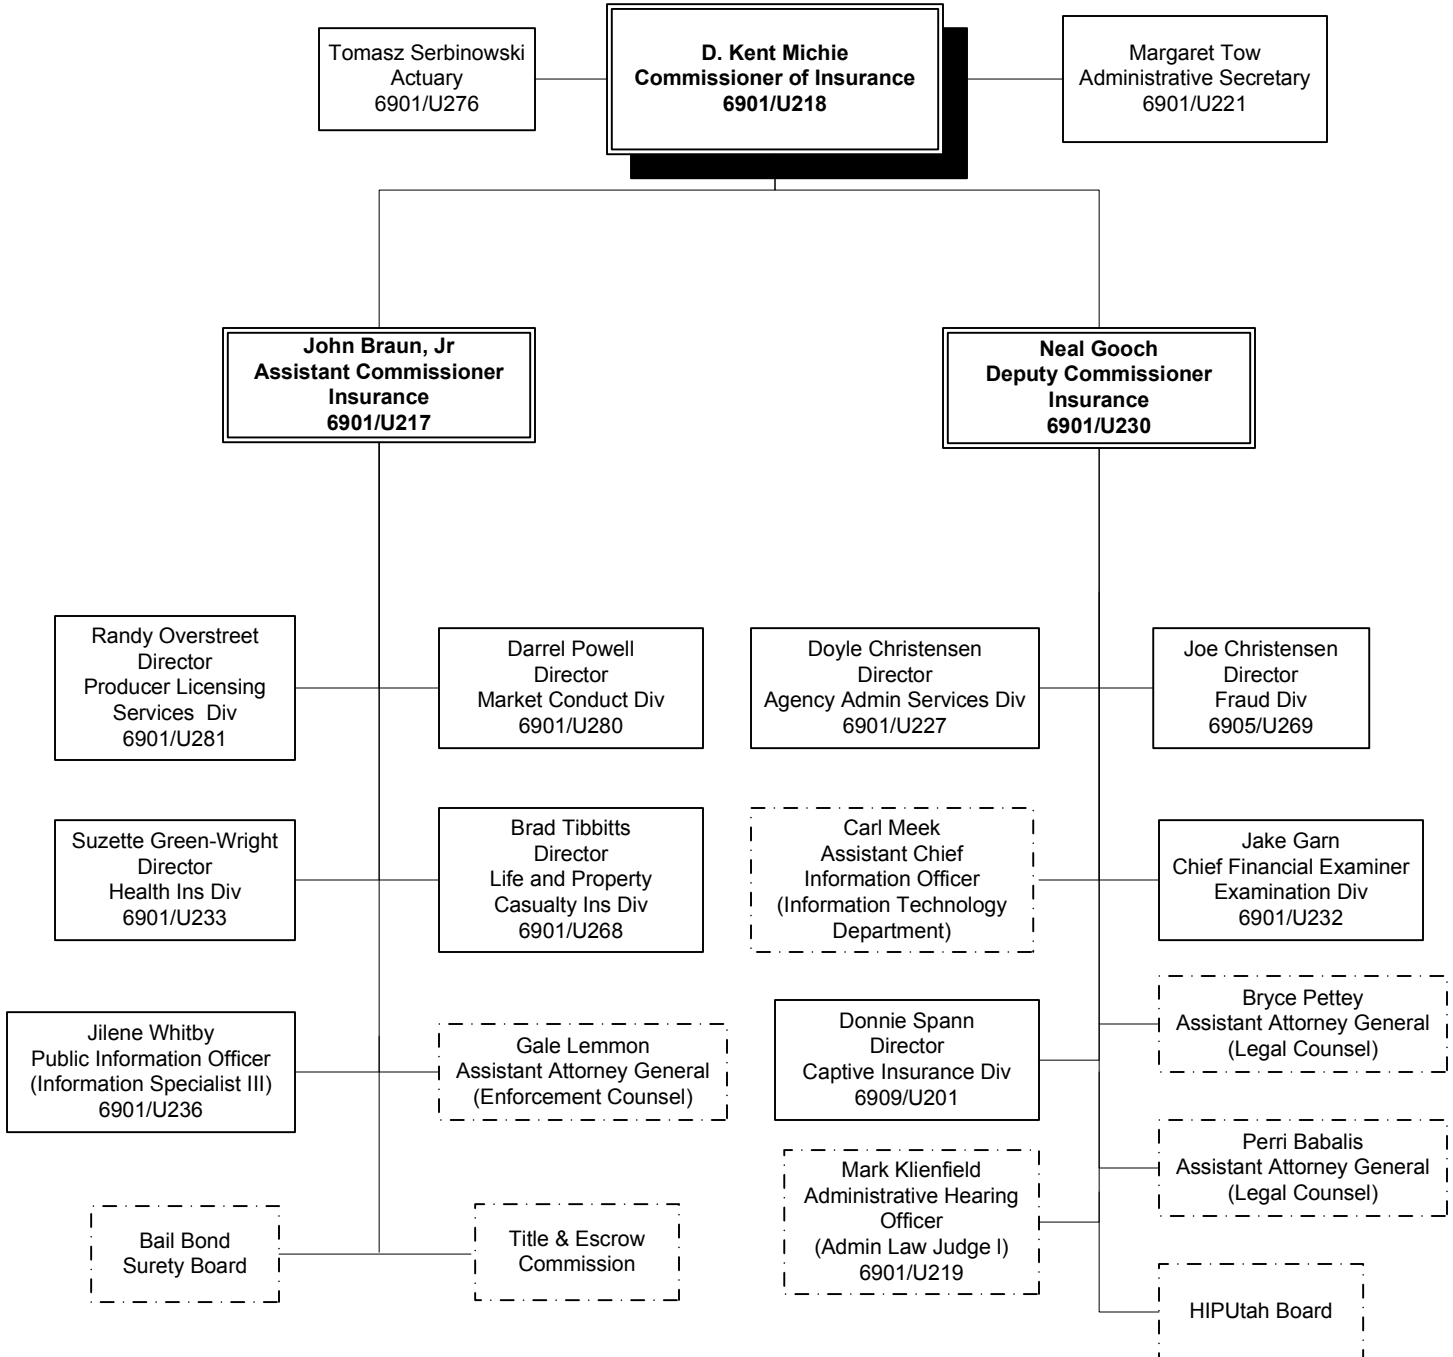 Tomasz Serbinowski
Actuary
6901/U276
D. Kent Michie
Commissioner of Insurance
6901/U218
Margaret Tow
Administrative Secretary
6901/U221
John Braun, Jr
Assistant Commissioner
Insurance
6901/U217
Neal Gooch
Deputy Commissioner
Insurance
6901/U230
Randy Overstreet
Director
Producer Licensing
Services Div
6901/U281
Darrel Powell
Director
Market Conduct Div
6901/U280
Doyle Christensen
Director
Agency Admin Services Div
6901/U227
Joe Christensen
Director
Fraud Div
6905/U269
Suzette Green-Wright
Director
Health Ins Div
6901/U233
Brad Tibbitts
Director
Life and Property
Casualty Ins Div
6901/U268
Carl Meek
Assistant Chief
Information Officer
(Information Technology
Department)
Jake Garn
Chief Financial Examiner
Examination Div
6901/U232
Jilene Whitby
Public Information Officer
(Information Specialist III)
6901/U236
Gale Lemmon
Assistant Attorney General
(Enforcement Counsel)
Donnie Spann
Director
Captive Insurance Div
6909/U201
Bryce Pettey
Assistant Attorney General
(Legal Counsel)
Mark Klienfield
Administrative Hearing
Officer
(Admin Law Judge I)
6901/U219
Perri Babalis
Assistant Attorney General
(Legal Counsel)
Bail Bond
Surety Board
Title & Escrow
Commission
HIPUtah Board